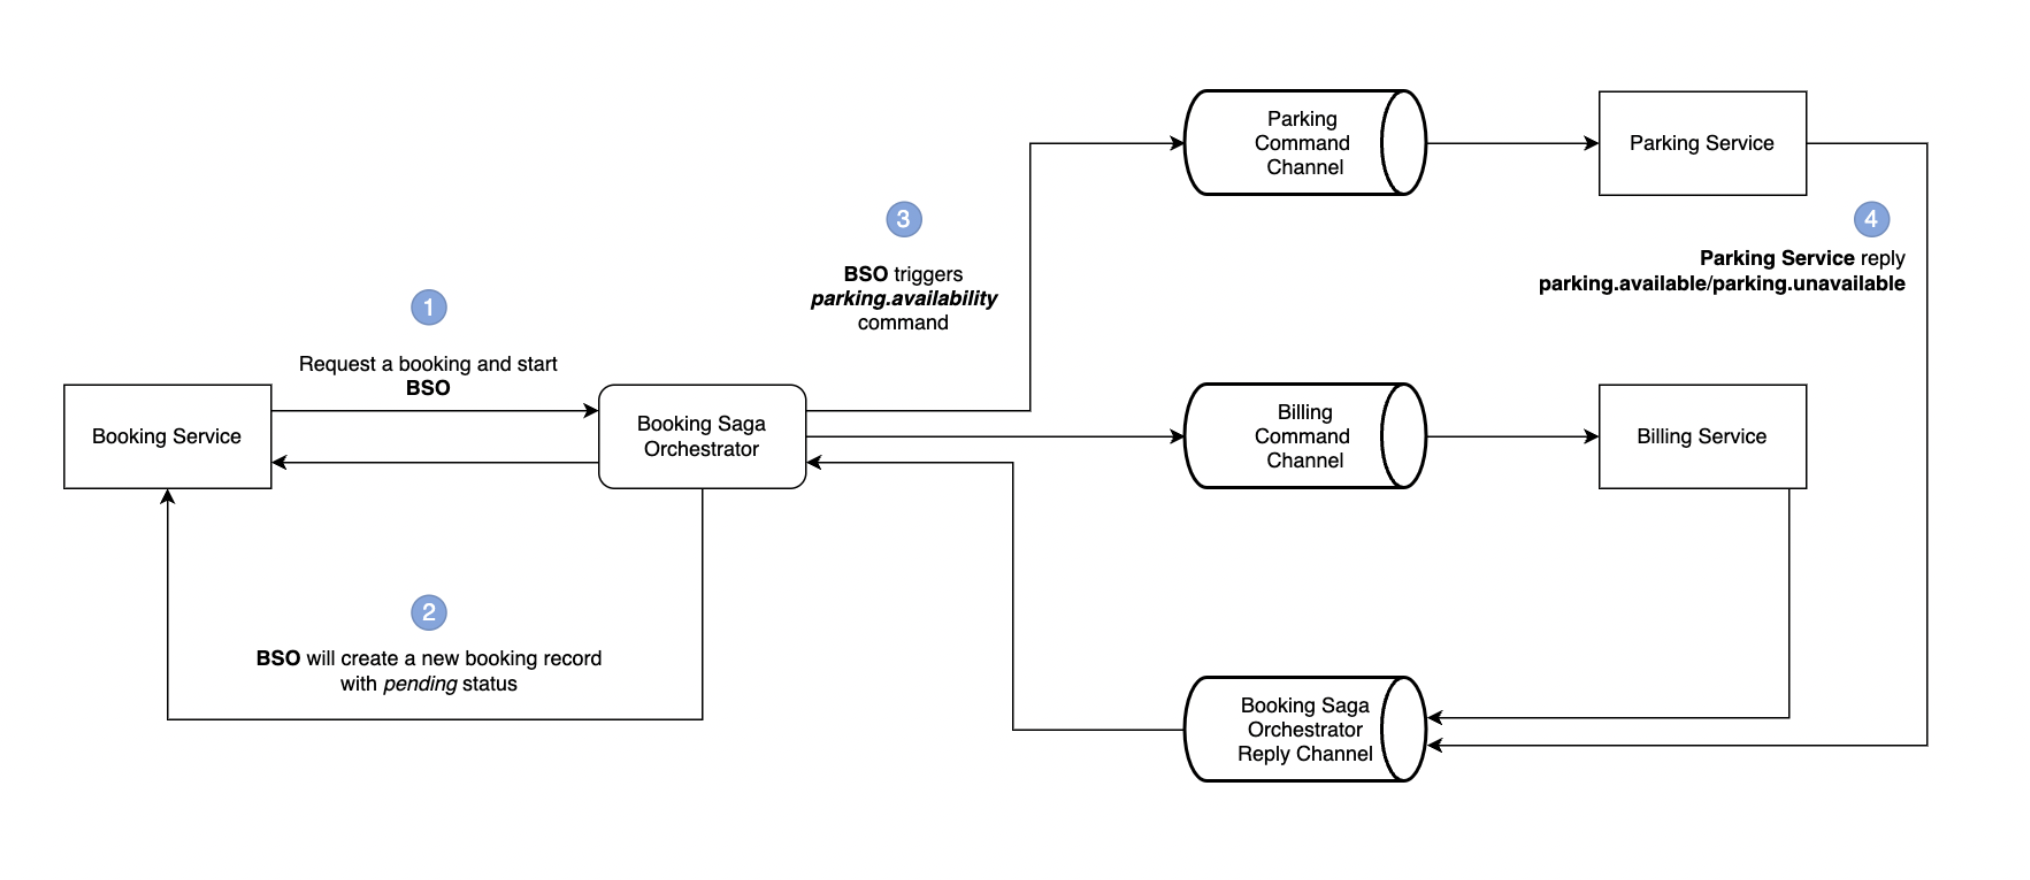 Parking
Command
Channel
Parking Service
3
4
BSO triggers
parking.availability
command
Parking Service reply
parking.available/parking.unavailable
1
Request a booking and start
BSO
Booking Service
Booking Saga
Orchestrator
Billing
Command
Channel
Billing Service
2
BSO will create a new booking record
with pending status
Booking Saga
Orchestrator
Reply Channel